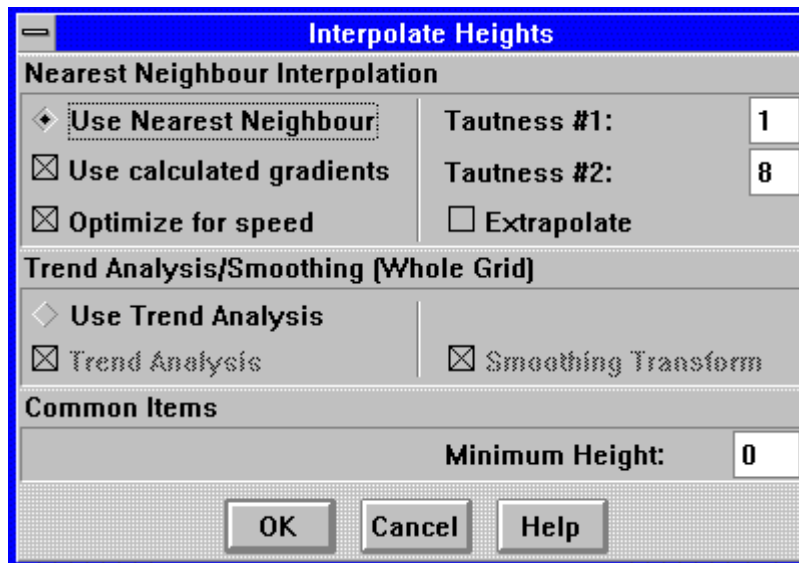 Interpolate Heights
Nearest Neighbour Interpolation
Use Nearest Neighbour
Tautness #1: 1
Use calculated gradients
Tautness #2: 8
Optimize for speed
Extrapolate
Trend Analysis/Smoothing (Whole Grid)
Use Trend Analysis
Trend Analysis
Smoothing Transform
Common Items
Minimum Height: 0
OK
Cancel
Help